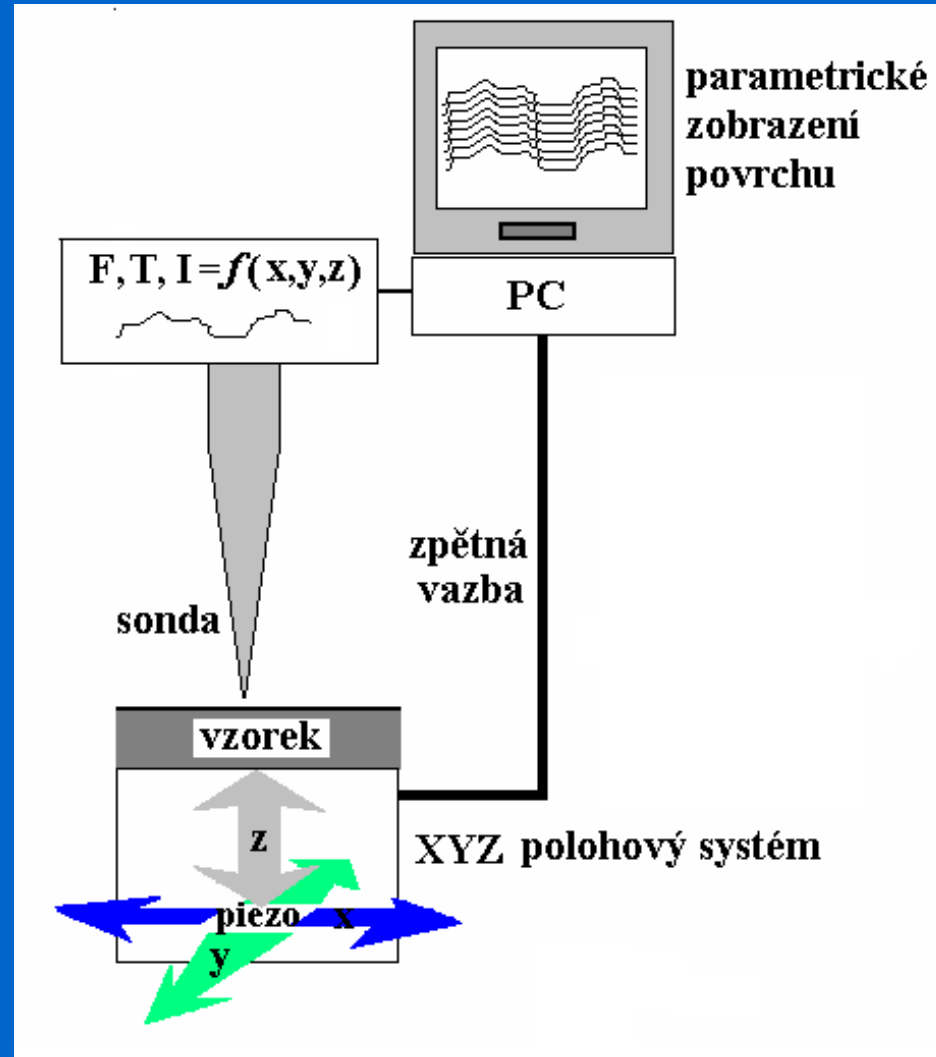 parametrické
zobrazení
povrchu
F, T, I=f(x,y,z)
PC
zpětná
vazba
sonda
vzorek
z
XYZ polohový systém
piezo x
y